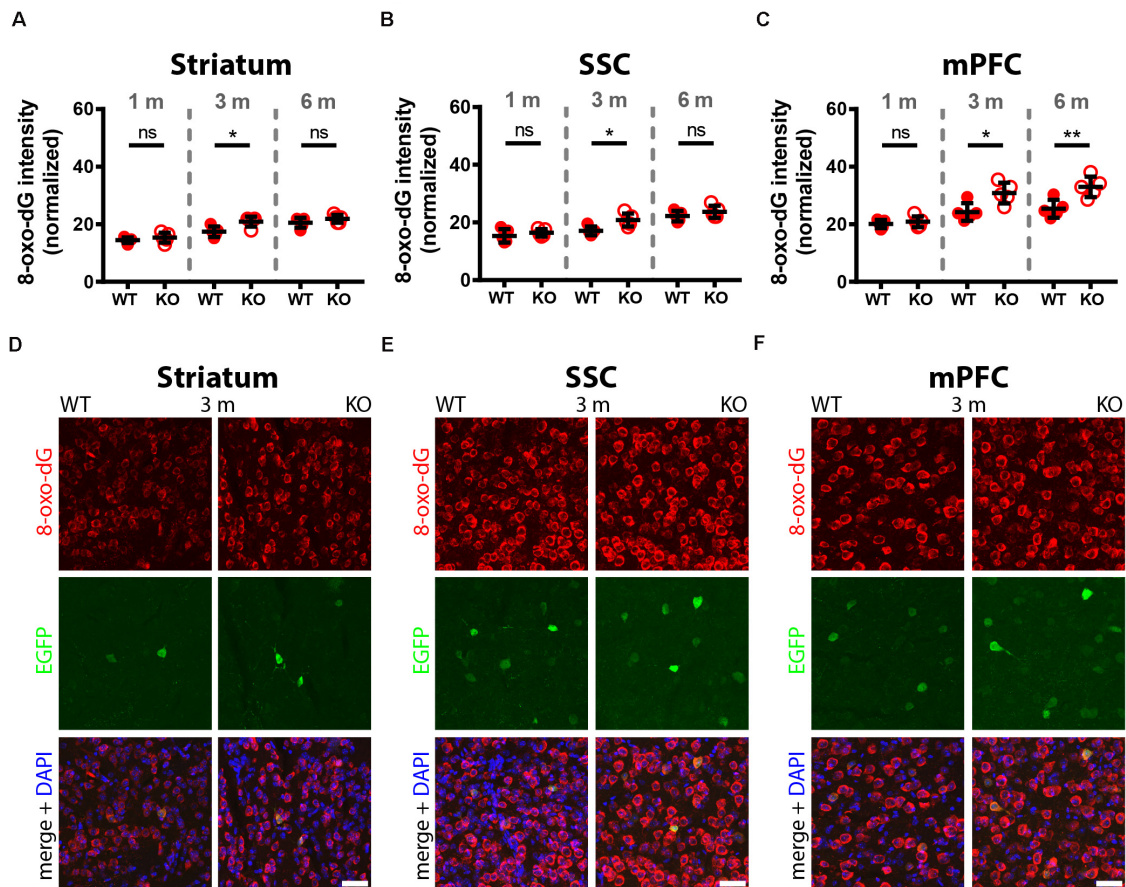 A
B
C
Striatum
SSC
mPFC
8-oxo-dG intensity
(normalized)
60
40
20
0
1 m
3 m
6 m
ns
*
ns
WT
KO
WT
KO
WT
KO
8-oxo-dG intensity
(normalized)
60
40
20
0
1 m
3 m
6 m
ns
*
ns
WT
KO
WT
KO
WT
KO
8-oxo-dG intensity
(normalized)
60
40
20
0
1 m
3 m
6 m
ns
*
**
WT
KO
WT
KO
WT
KO
D
E
F
Striatum
WT 3 m KO
8-oxo-dG
EGFP
merge + DAPI
SSC
WT 3 m KO
8-oxo-dG
EGFP
merge + DAPI
mPFC
WT 3 m KO
8-oxo-dG
EGFP
merge + DAPI